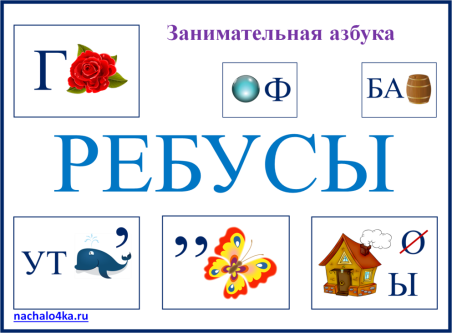 Занимательная азбука
Г
Ф
БА
РЕБУСЫ
УТ ,
,,
О
Ы
nachalo4ka.ru